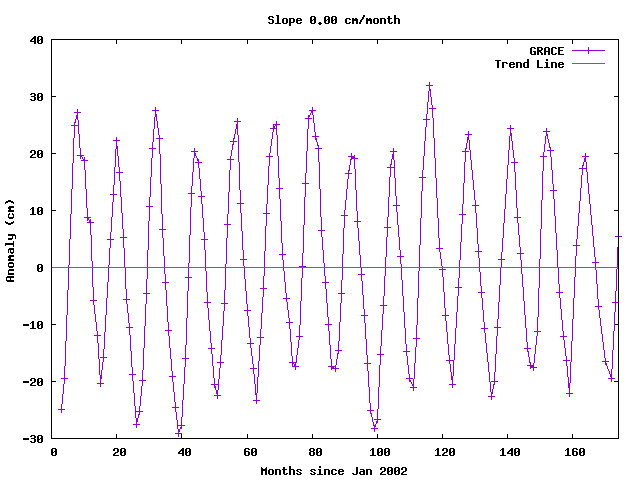 Slope 0.00 cm/month
GRACE
Trend Line
40
30
20
10
0
-10
-20
-30
Anomaly (cm)
0 20 40 60 80 100 120 140 160
Months since Jan 2002